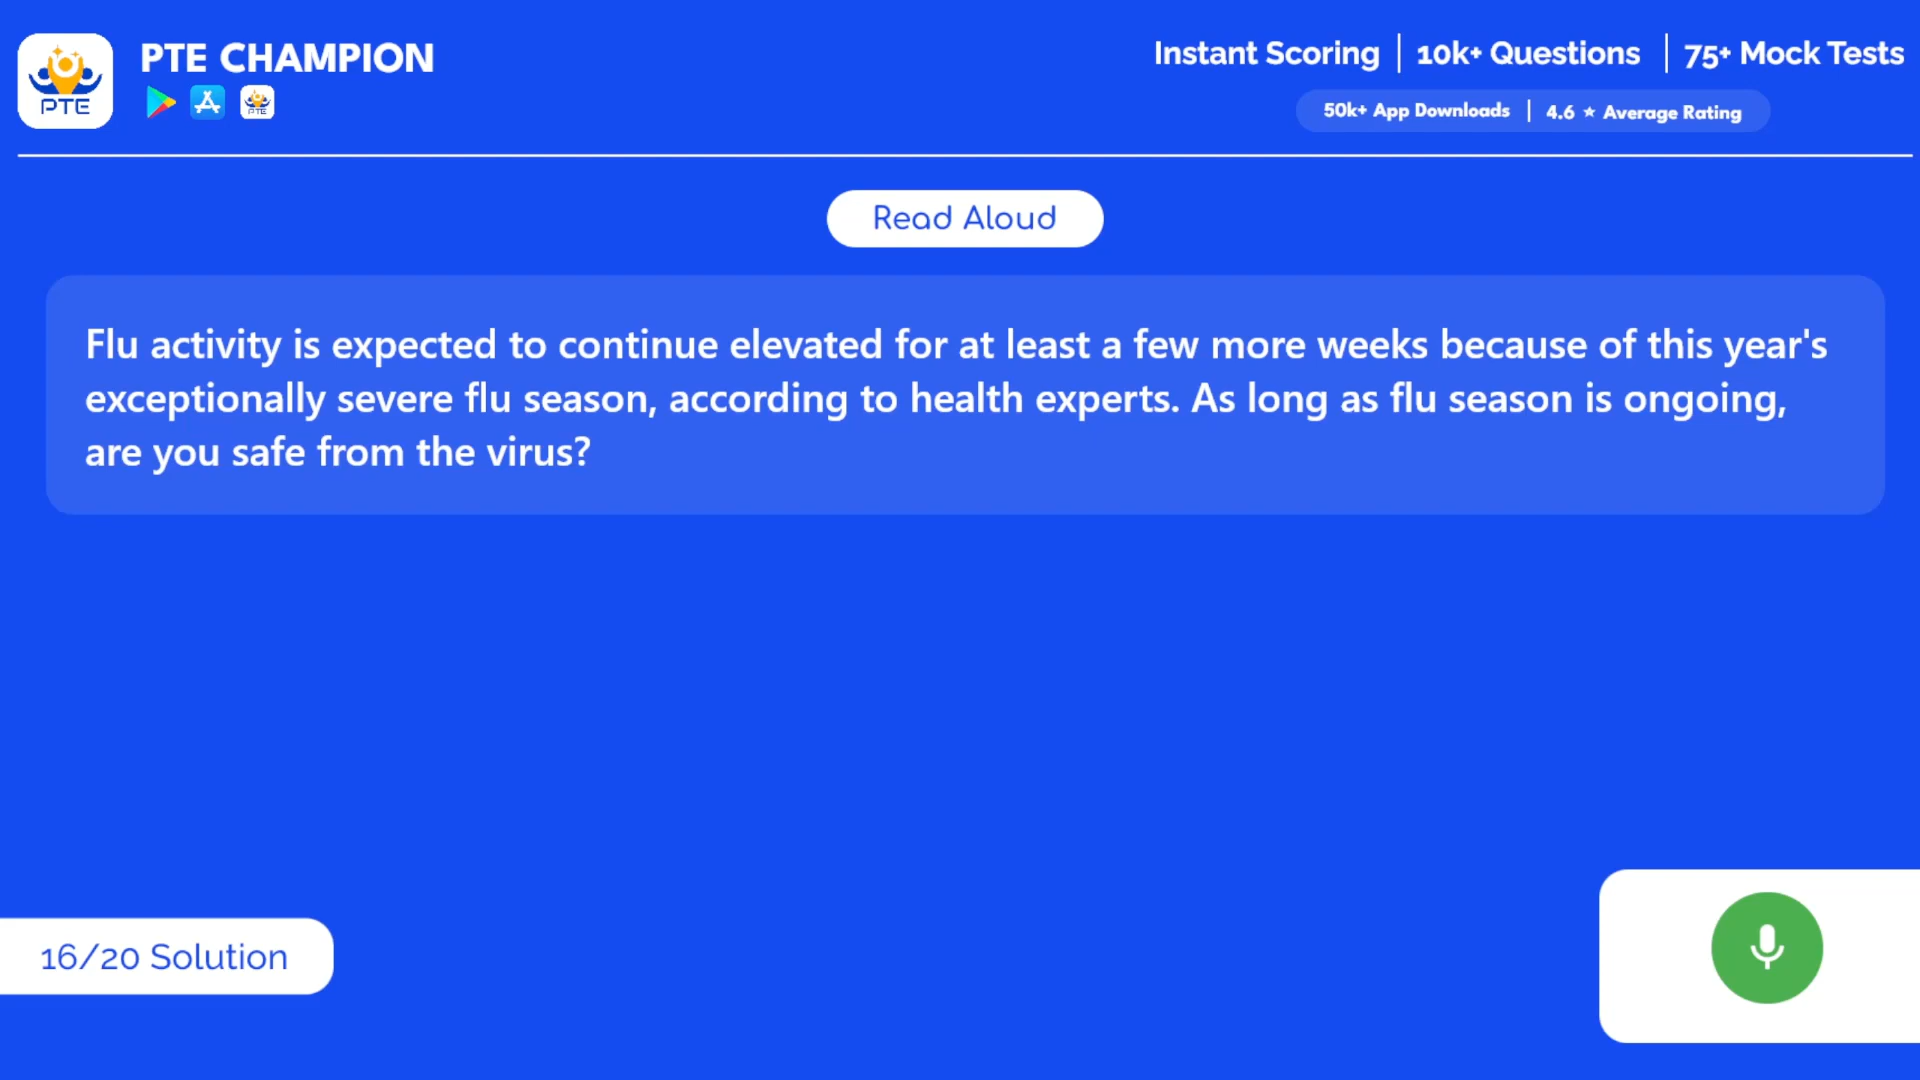 PTE CHAMPION
Instant Scoring | 10k+ Questions | 75+ Mock Tests
PTE
PTE
50k+ App Downloads | 4.6 ★ Average Rating
Read Aloud
Flu activity is expected to continue elevated for at least a few more weeks because of this year's
exceptionally severe flu season, according to health experts. As long as flu season is ongoing,
are you safe from the virus?
16/20 Solution